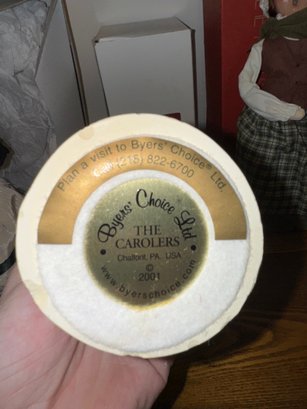 Plan a visit to Byers' Choice® Ltd.
Call (215) 822-6700
Byers' Choice Ltd
THE
CAROLERS
Chalfont, PA. USA
©
2001
www.byerschoice.com